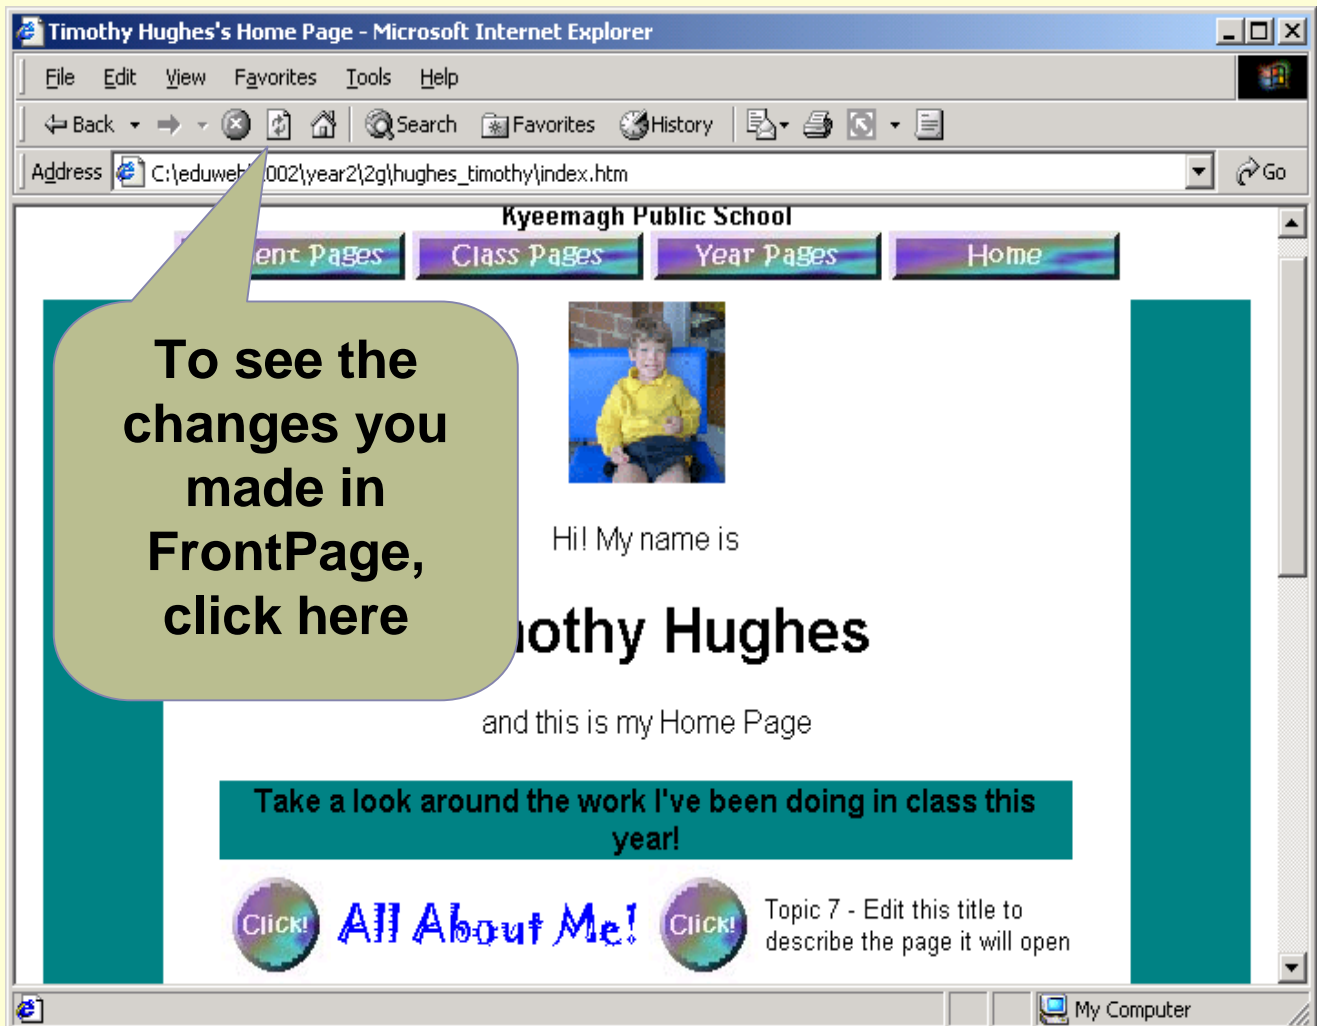 Timothy Hughes's Home Page - Microsoft Internet Explorer
File Edit View Favorites Tools Help
Back Search Favorites History
Address C:\eduweb 002\year2\2g\hughes_timothy\index.htm Go
Kyeemagh Public School
ent Pages Class Pages Year Pages Home
To see the
changes you
made in
FrontPage,
click here
Hi! My name is
othy Hughes
and this is my Home Page
Take a look around the work I've been doing in class this
year!
Click! All About Me! Click! Topic 7 - Edit this title to
describe the page it will open
My Computer